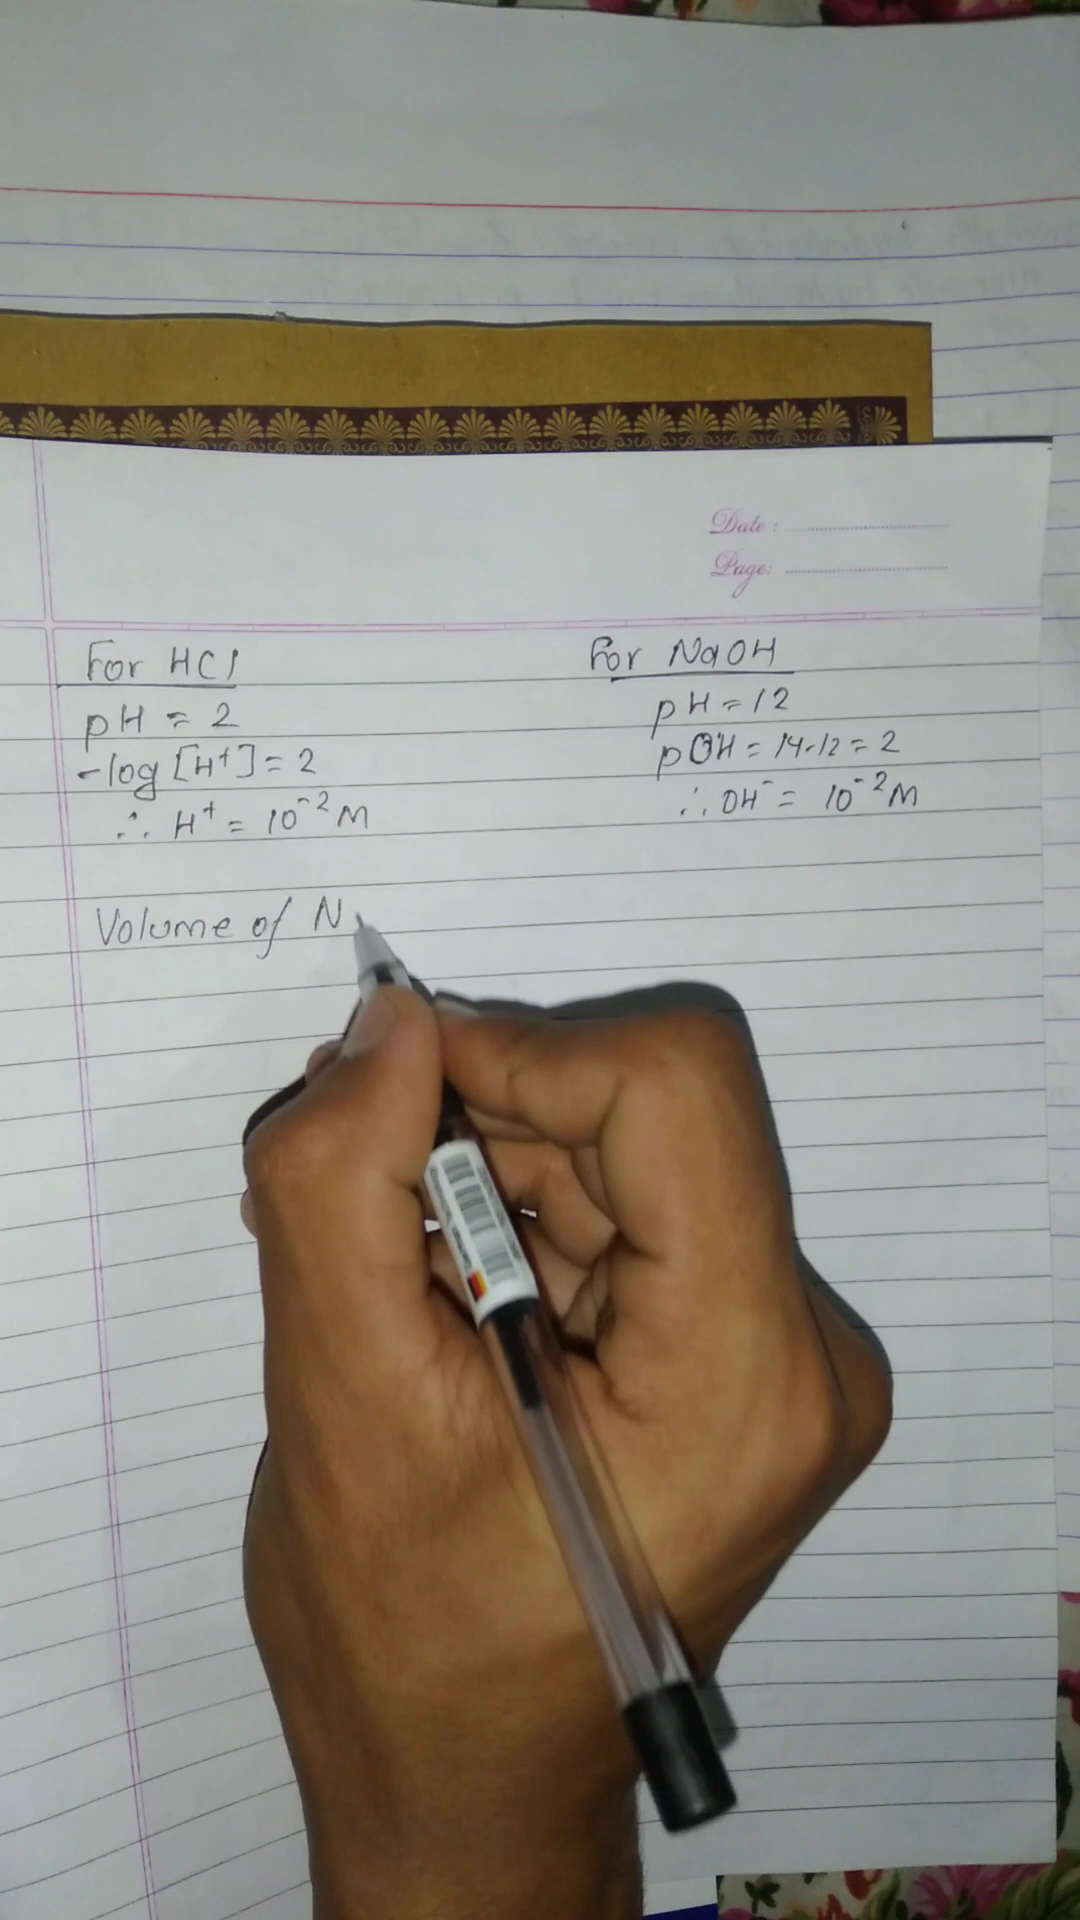 Date :
Page:
For HCl
pH = 2
-log [H+] = 2
∴ H+ = 10⁻² M
For NaOH
pH = 12
pOH = 14-12 = 2
∴ OH⁻ = 10⁻² M
Volume of N